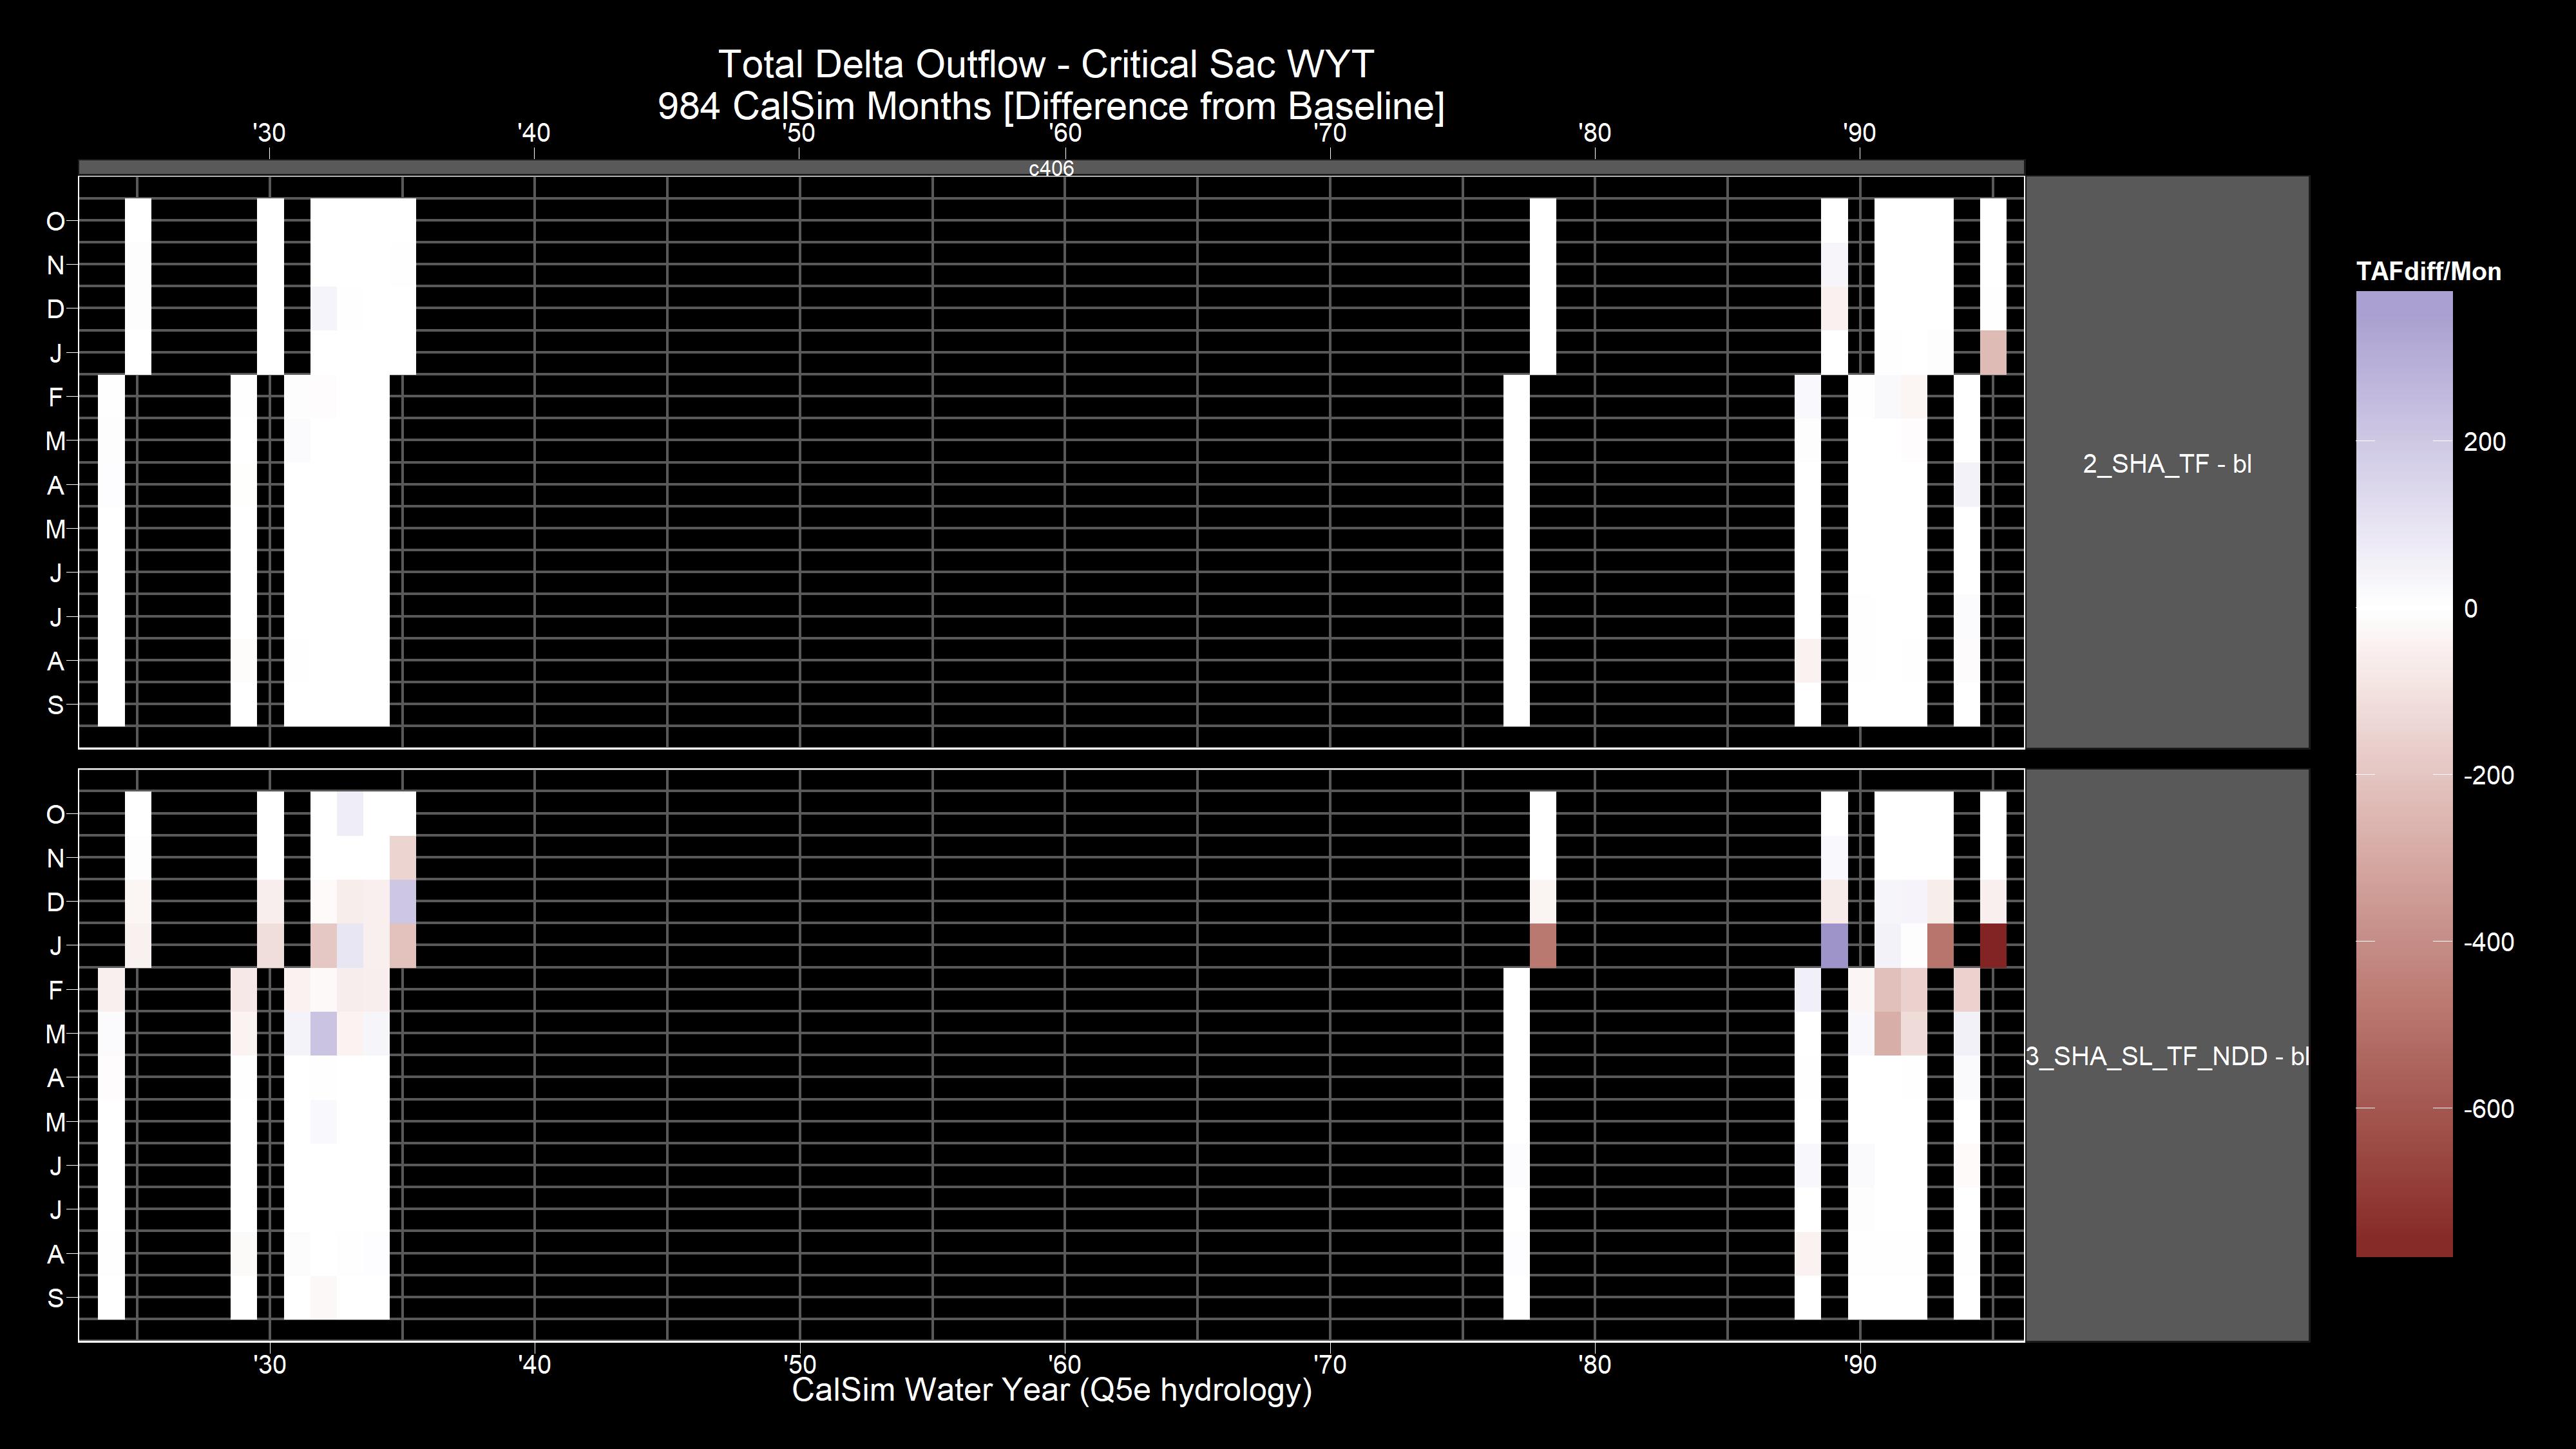 Total Delta Outflow - Critical Sac WYT
984 CalSim Months [Difference from Baseline]
'30 '40 '50 '60 '70 '80 '90
c406
O
N
D
J
F
M
A
M
J
J
A
S
2_SHA_TF - bl
O
N
D
J
F
M
A
M
J
J
A
S
3_SHA_SL_TF_NDD - bl
'30 '40 '50 '60 '70 '80 '90
CalSim Water Year (Q5e hydrology)
TAFdiff/Mon
200
0
-200
-400
-600